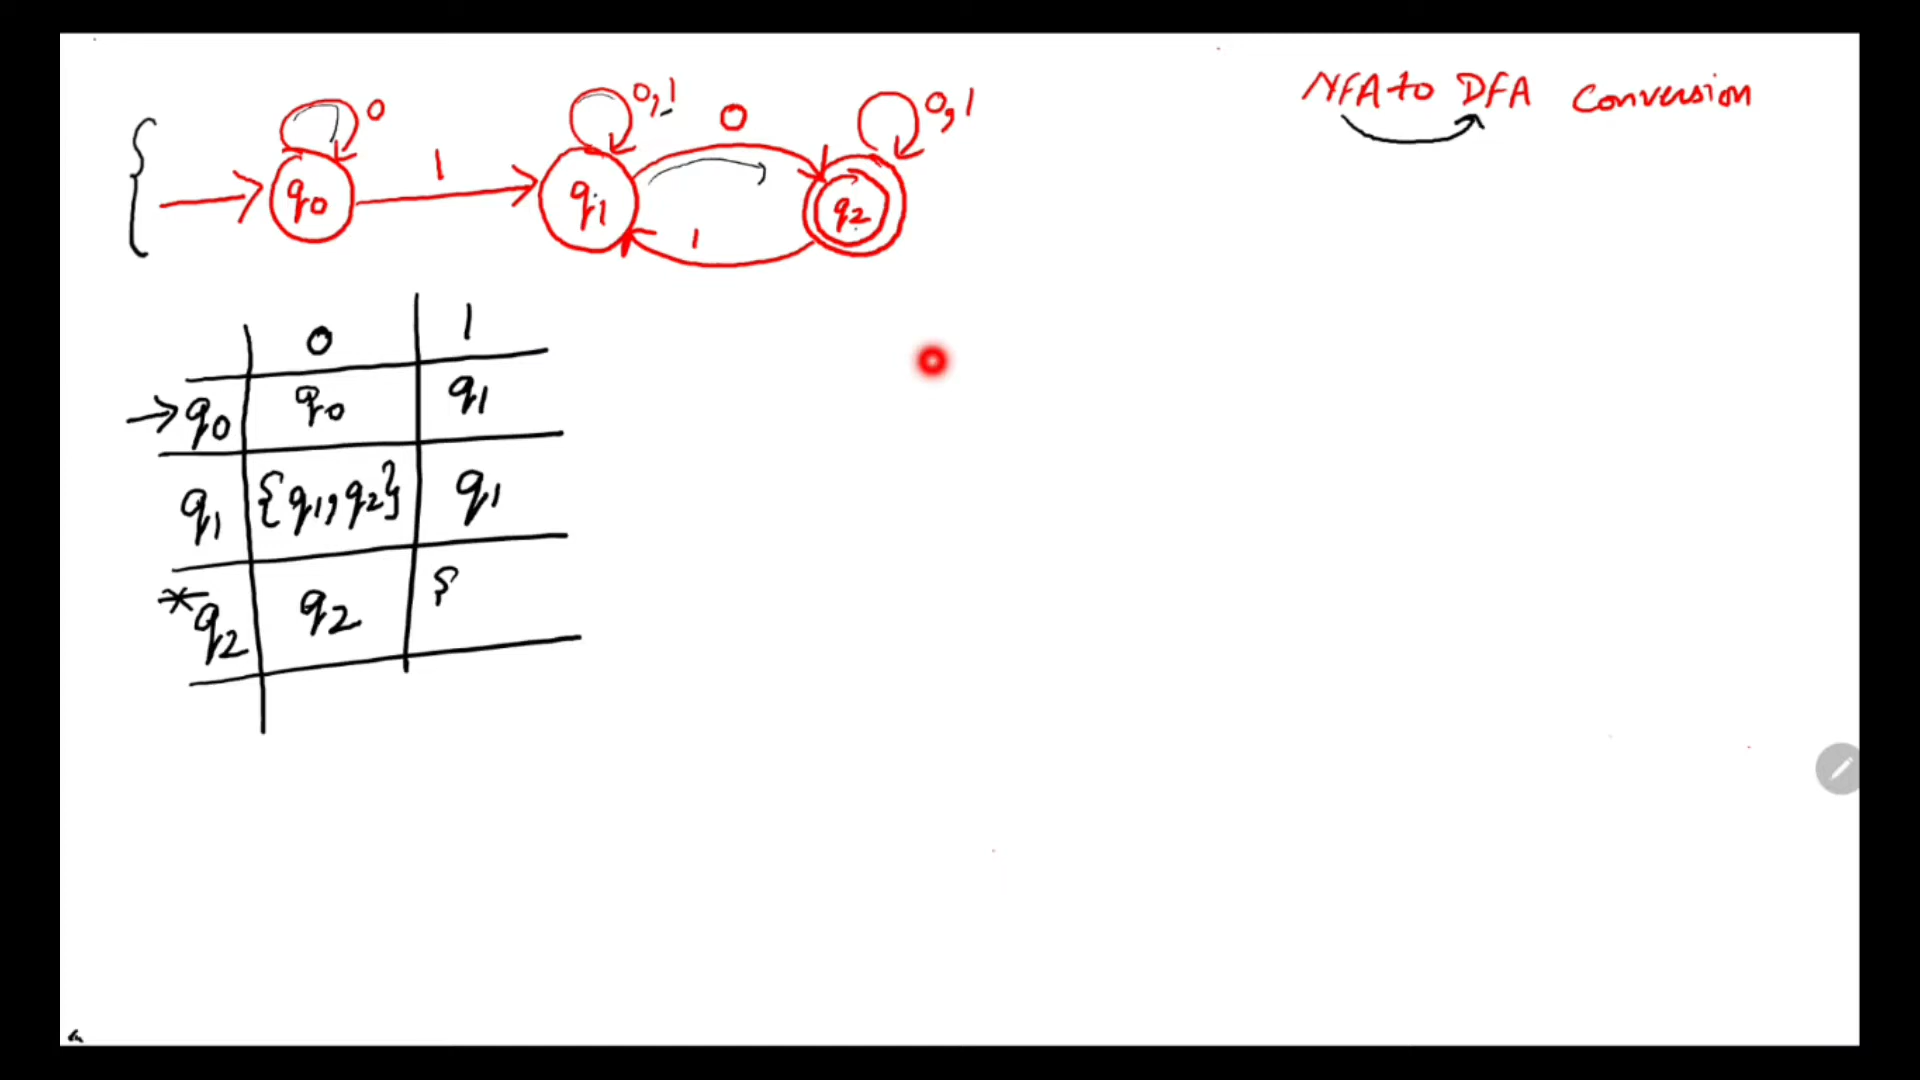 NFA to DFA Conversion
0
0,1
0
0,1
1
q0
q1
q2
1
0 1
→q0 q0 q1
q1 {q1,q2} q1
*q2 q2 {